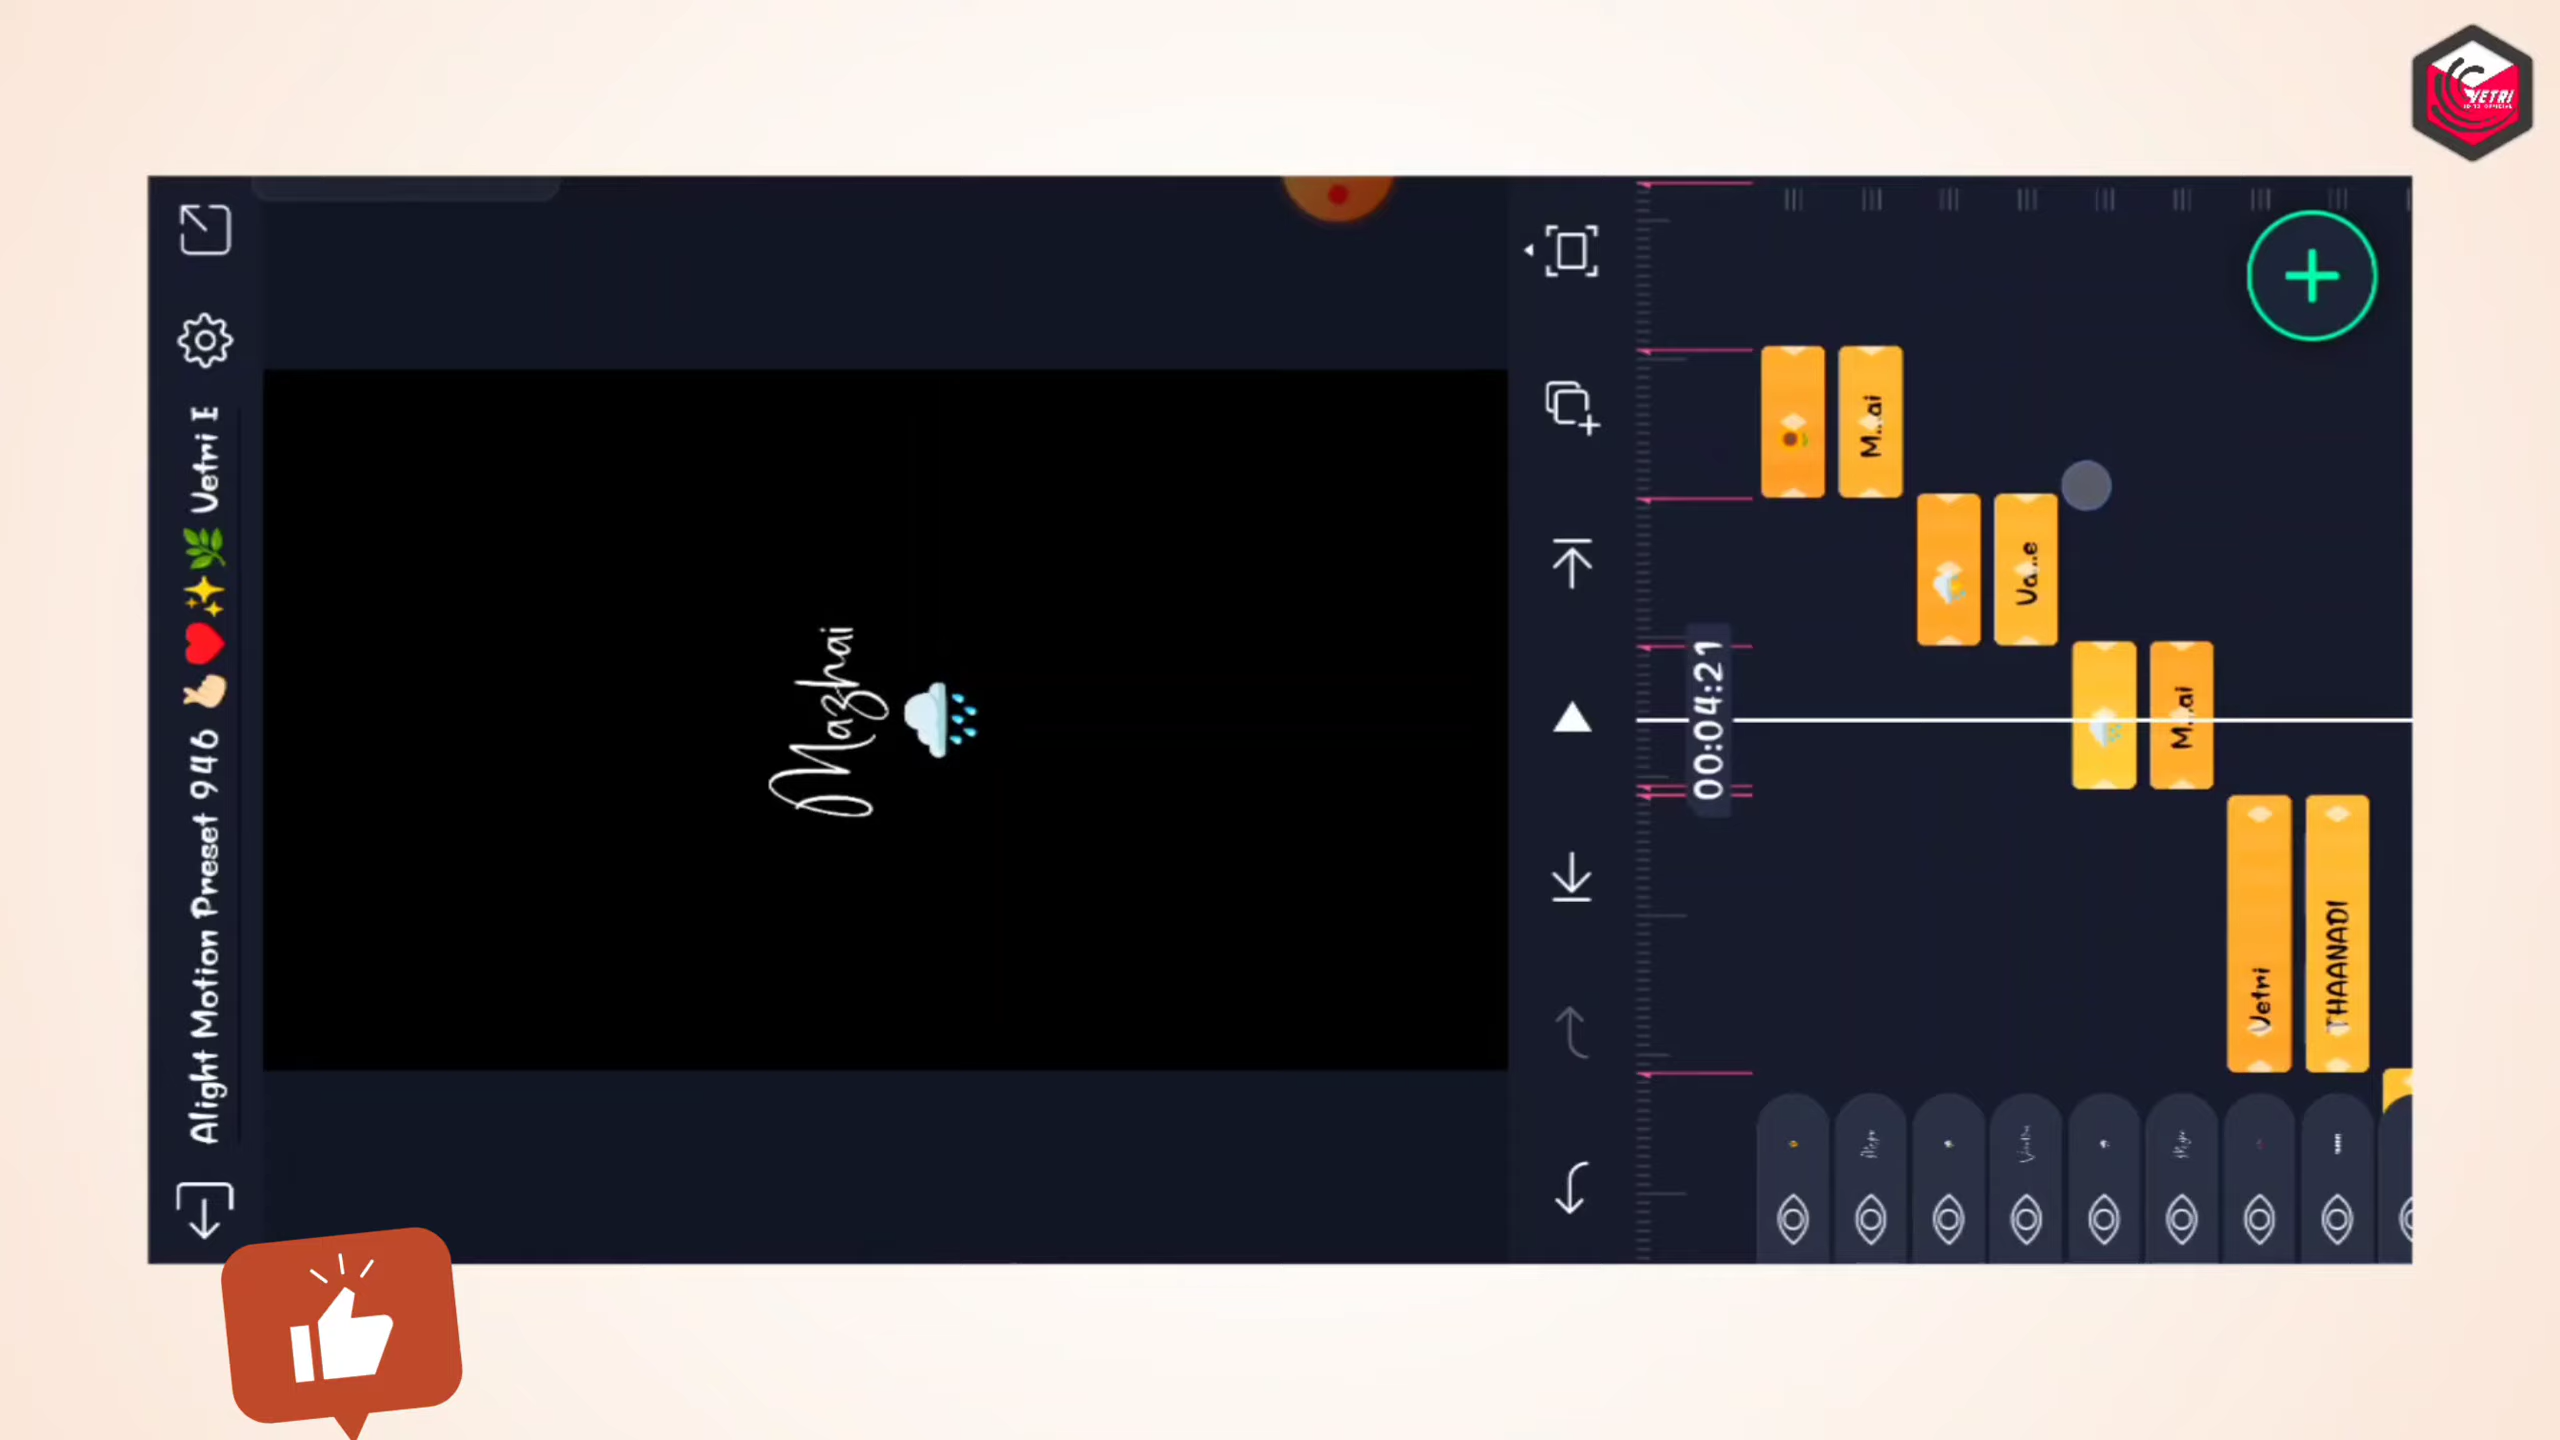 VETRI
Alight Motion Preset 946 🫰🏻❤️✨🌿 Vetri E
Mazhai
🌧️
00:04:21
M...ai
Va...e
M...ai
Vetri
THAANADI